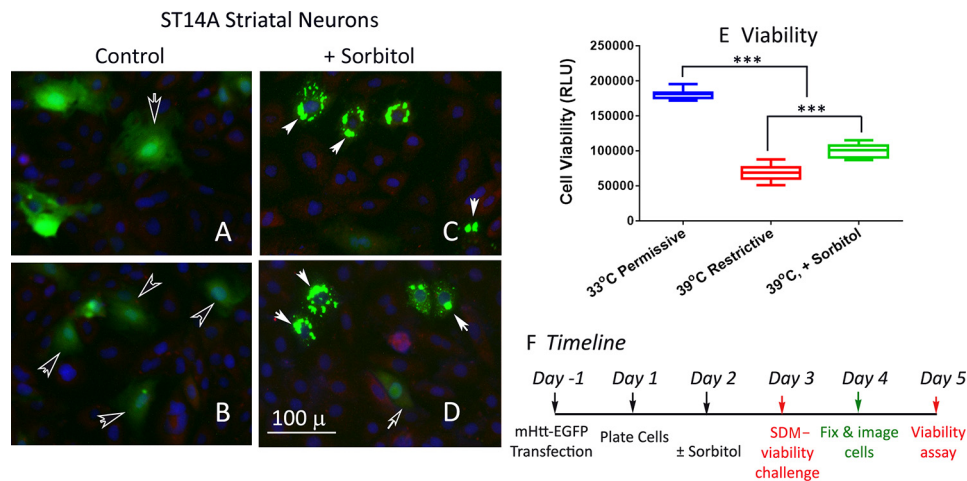 ST14A Striatal Neurons
Control
+ Sorbitol
A
C
B
D
100 μ
E Viability
Cell Viability (RLU)
250000
200000
150000
100000
50000
0
***
***
33°C Permissive
39°C Restrictive
39°C, + Sorbitol
F Timeline
Day -1
Day 1
Day 2
Day 3
Day 4
Day 5
mHtt-EGFP
Transfection
Plate Cells
± Sorbitol
SDM–
viability
challenge
Fix & image
cells
Viability
assay